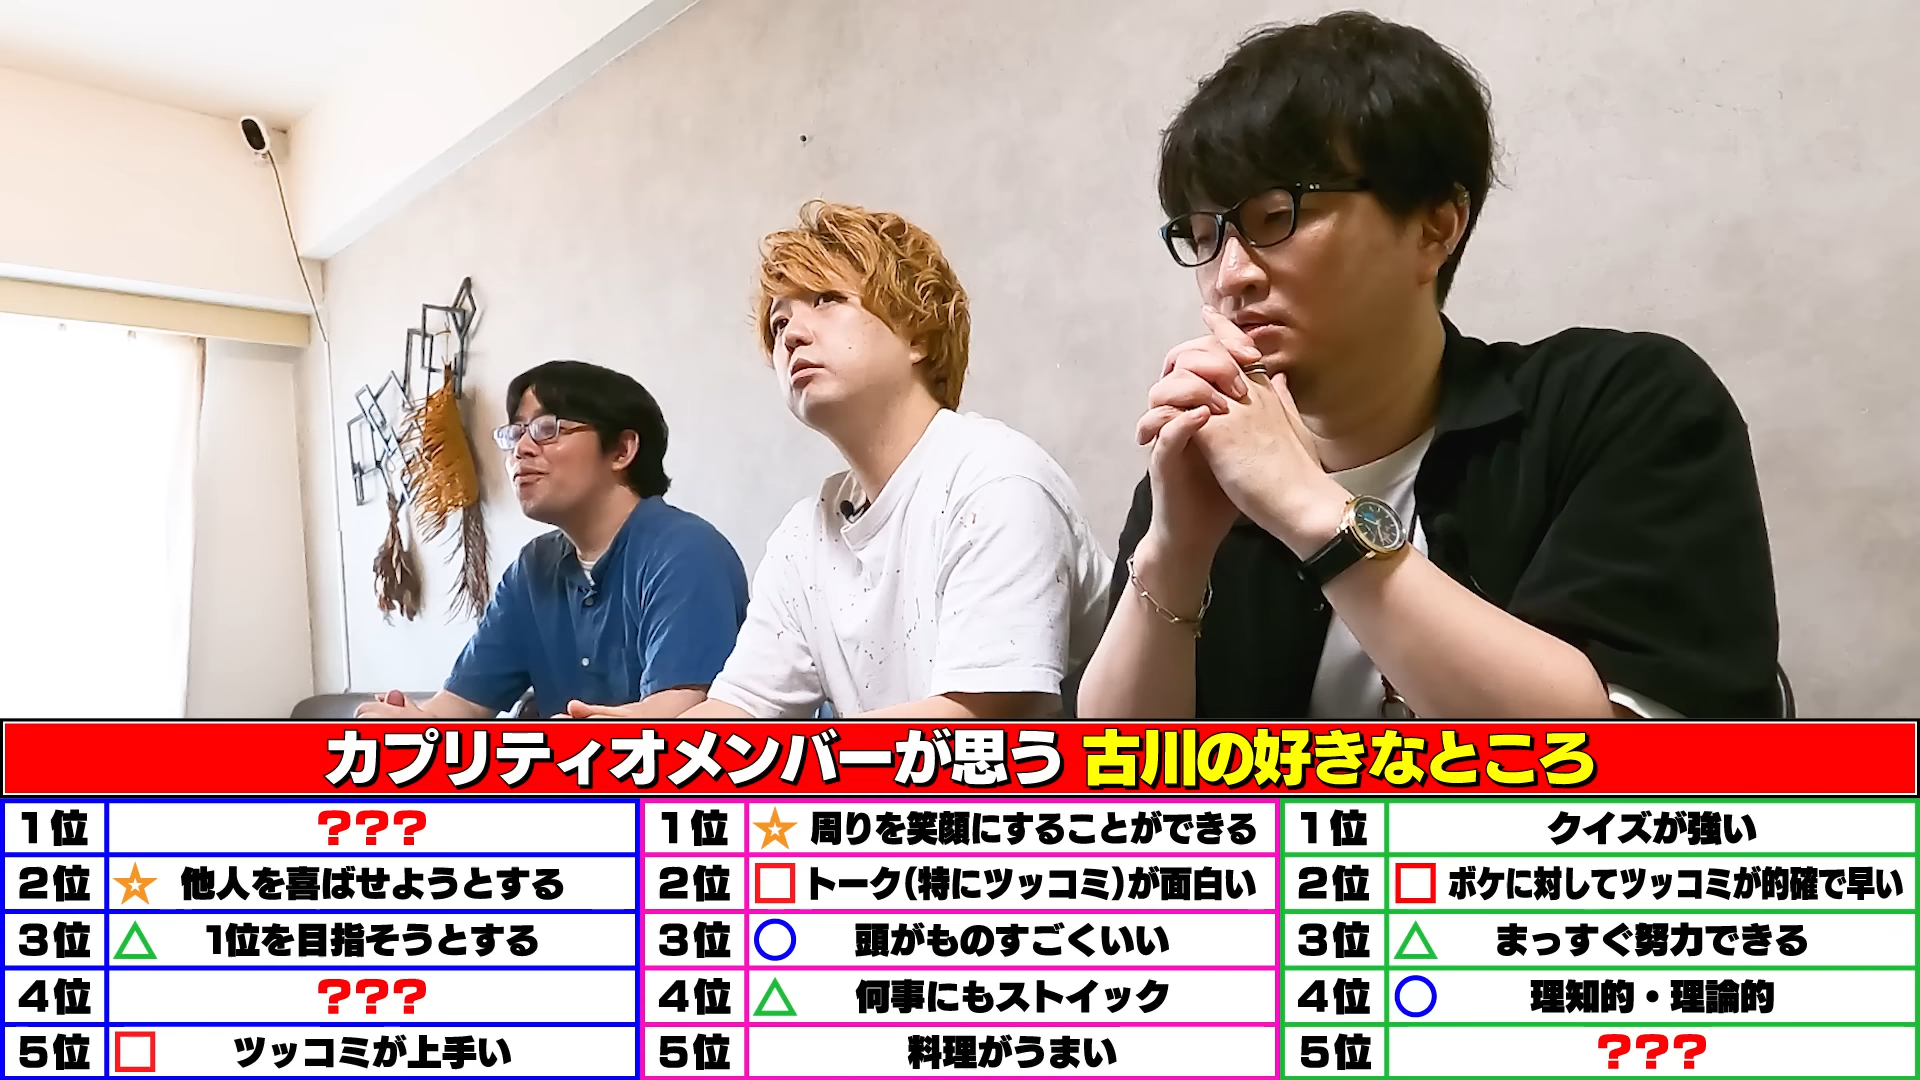 カプリティオメンバーが思う 古川の好きなところ
1位 ???
2位 ☆ 他人を喜ばせようとする
3位 △ 1位を目指そうとする
4位 ???
5位 □ ツッコミが上手い
1位 ☆ 周りを笑顔にすることができる
2位 □ トーク(特にツッコミ)が面白い
3位 ○ 頭がものすごくいい
4位 △ 何事にもストイック
5位 料理がうまい
1位 クイズが強い
2位 □ ボケに対してツッコミが的確で早い
3位 △ まっすぐ努力できる
4位 ○ 理知的・理論的
5位 ???